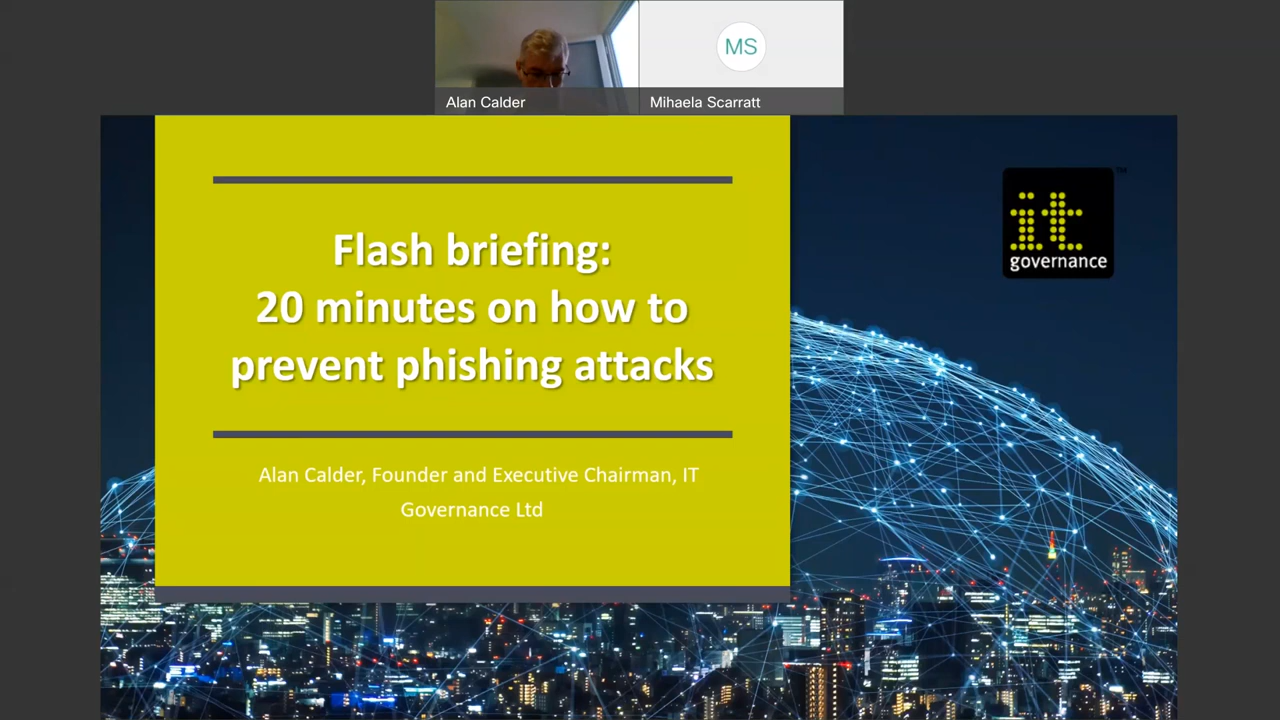 MS
Alan Calder
Mihaela Scarratt
Flash briefing:
20 minutes on how to
prevent phishing attacks
Alan Calder, Founder and Executive Chairman, IT
Governance Ltd
it
governance
TM